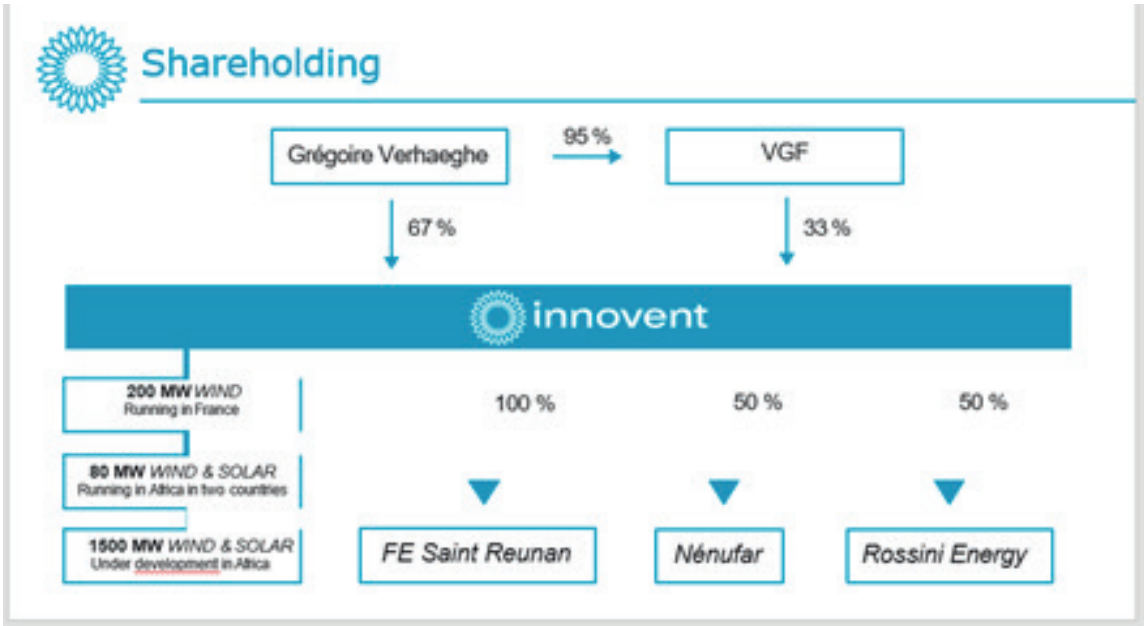 Shareholding
Grégoire Verhaeghe
95 %
VGF
67 %
33 %
innovent
200 MW WIND
Running in France
100 %
50 %
50 %
80 MW WIND & SOLAR
Running in Africa in two countries
1500 MW WIND & SOLAR
Under development in Africa
FE Saint Reunan
Nénufar
Rossini Energy